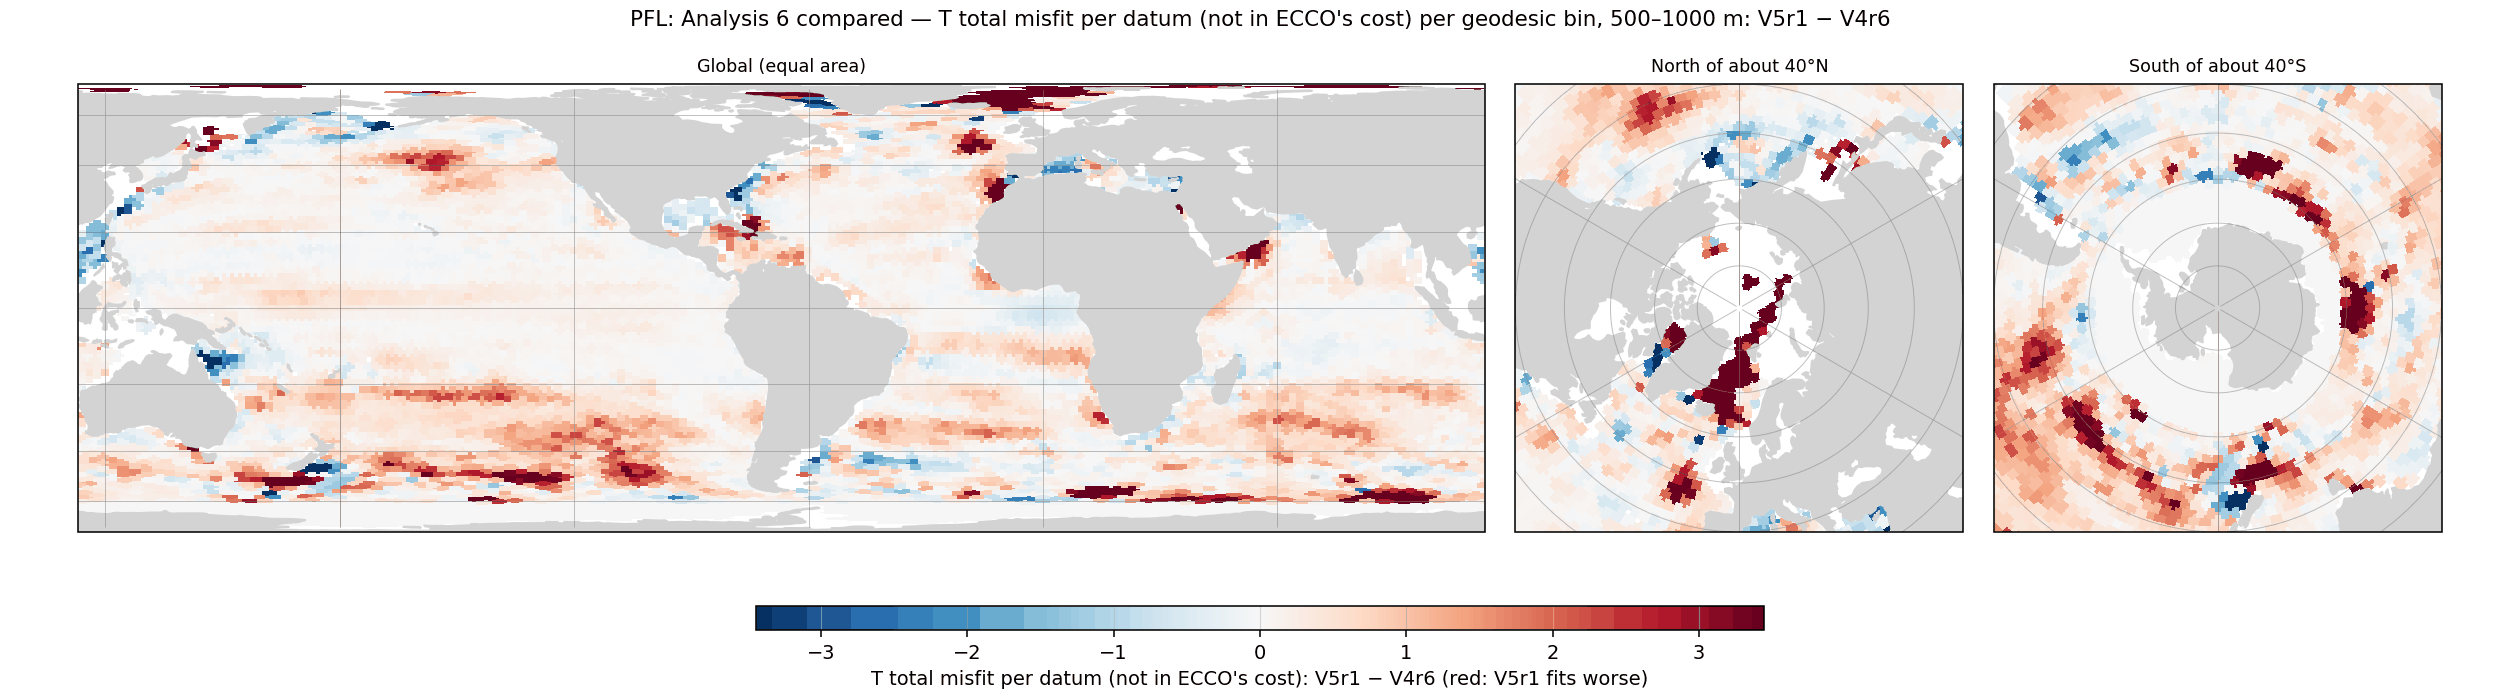 PFL: Analysis 6 compared — T total misfit per datum (not in ECCO's cost) per geodesic bin, 500–1000 m: V5r1 − V4r6
Global (equal area)
North of about 40°N
South of about 40°S
−3 −2 −1 0 1 2 3
T total misfit per datum (not in ECCO's cost): V5r1 − V4r6 (red: V5r1 fits worse)